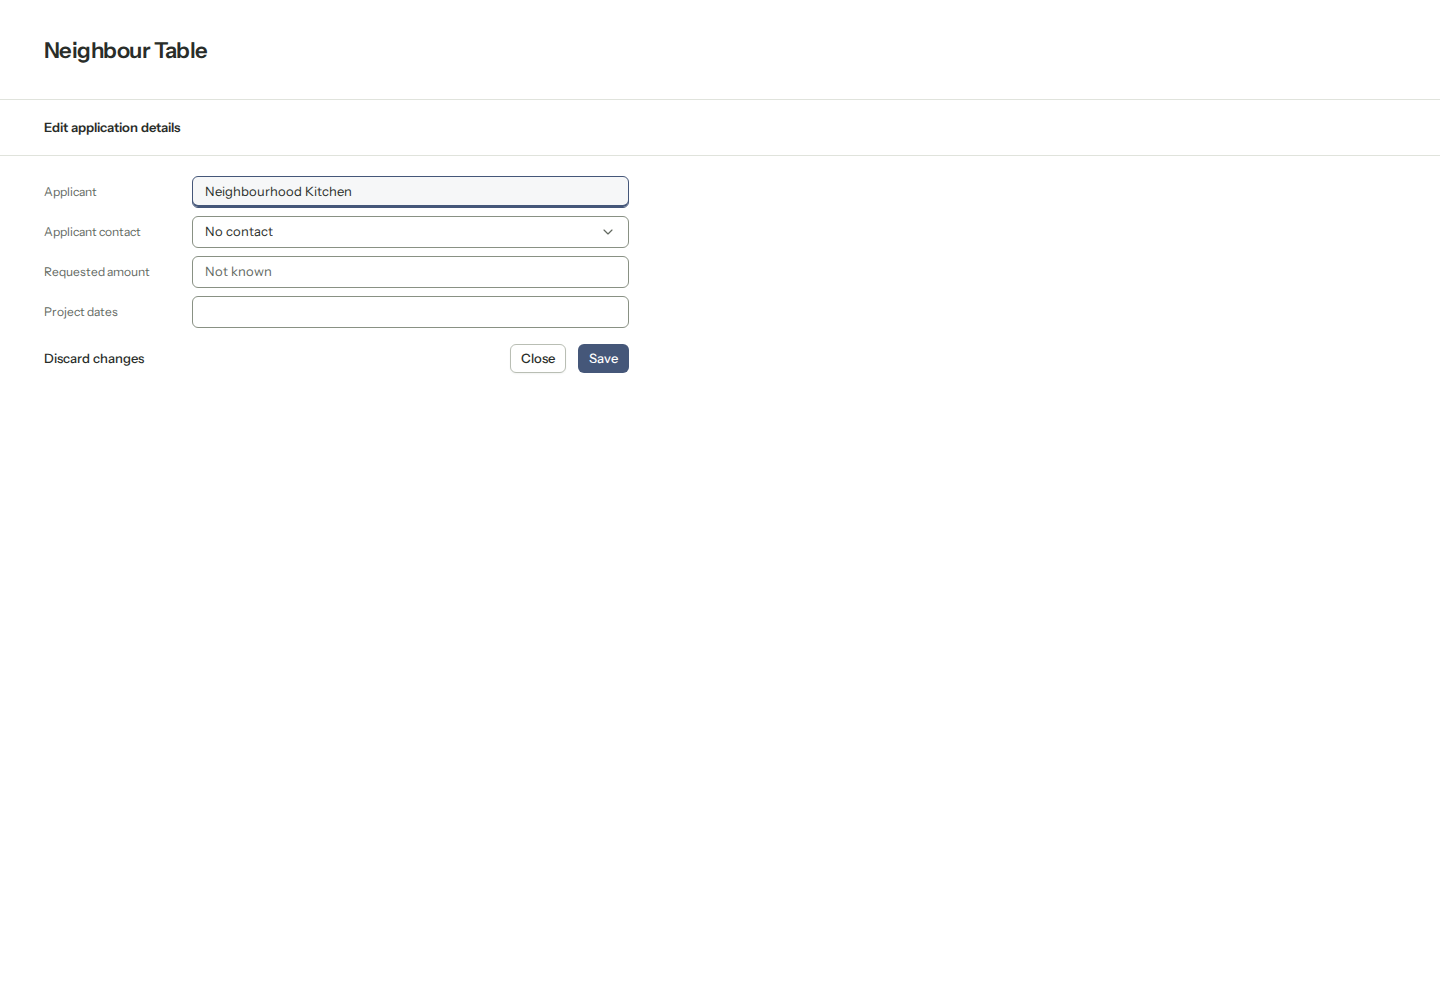 Neighbour Table
Edit application details
Applicant
Neighbourhood Kitchen
Applicant contact
No contact
Requested amount
Not known
Project dates
Discard changes
Close
Save